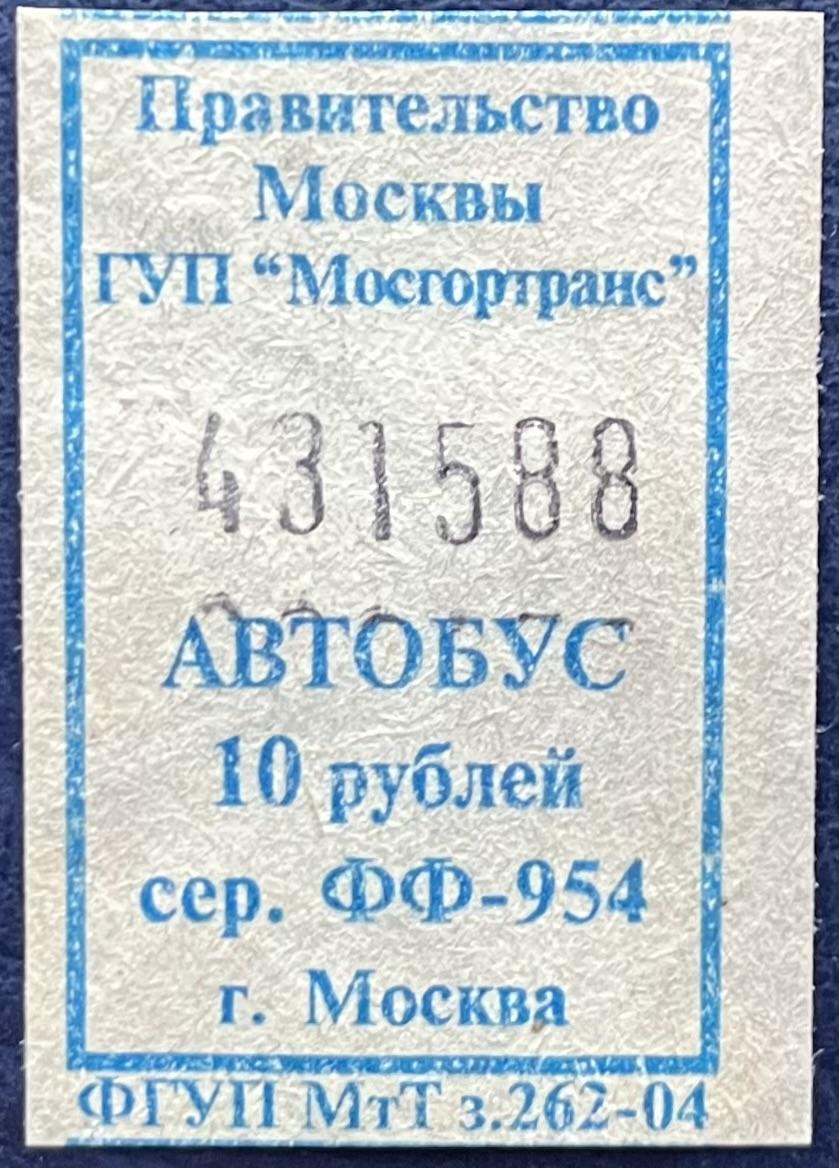 Правительство
Москвы
ГУП “Мосгортранс”
431588
АВТОБУС
10 рублей
сер. ФФ-954
г. Москва
ФГУП МтТ з.262-04